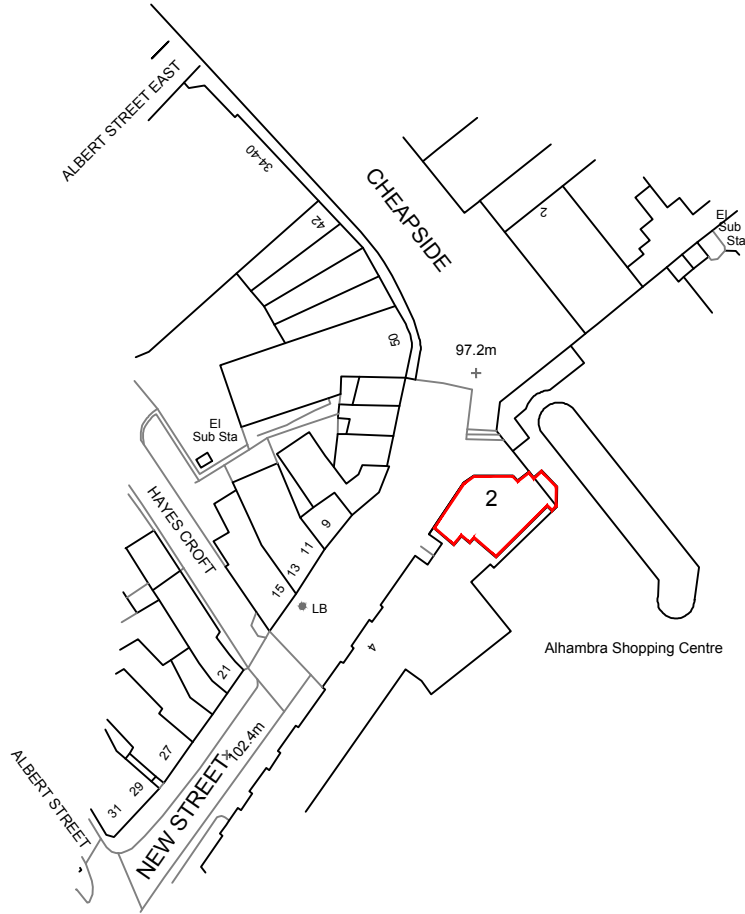 ALBERT STREET EAST
34-40
CHEAPSIDE
42
2
El
Sub
Sta
50
97.2m
El
Sub Sta
2
HAYES CROFT
9
11
13
15
LB
4
Alhambra Shopping Centre
21
102.4m
27
NEW STREET
29
31
ALBERT STREET